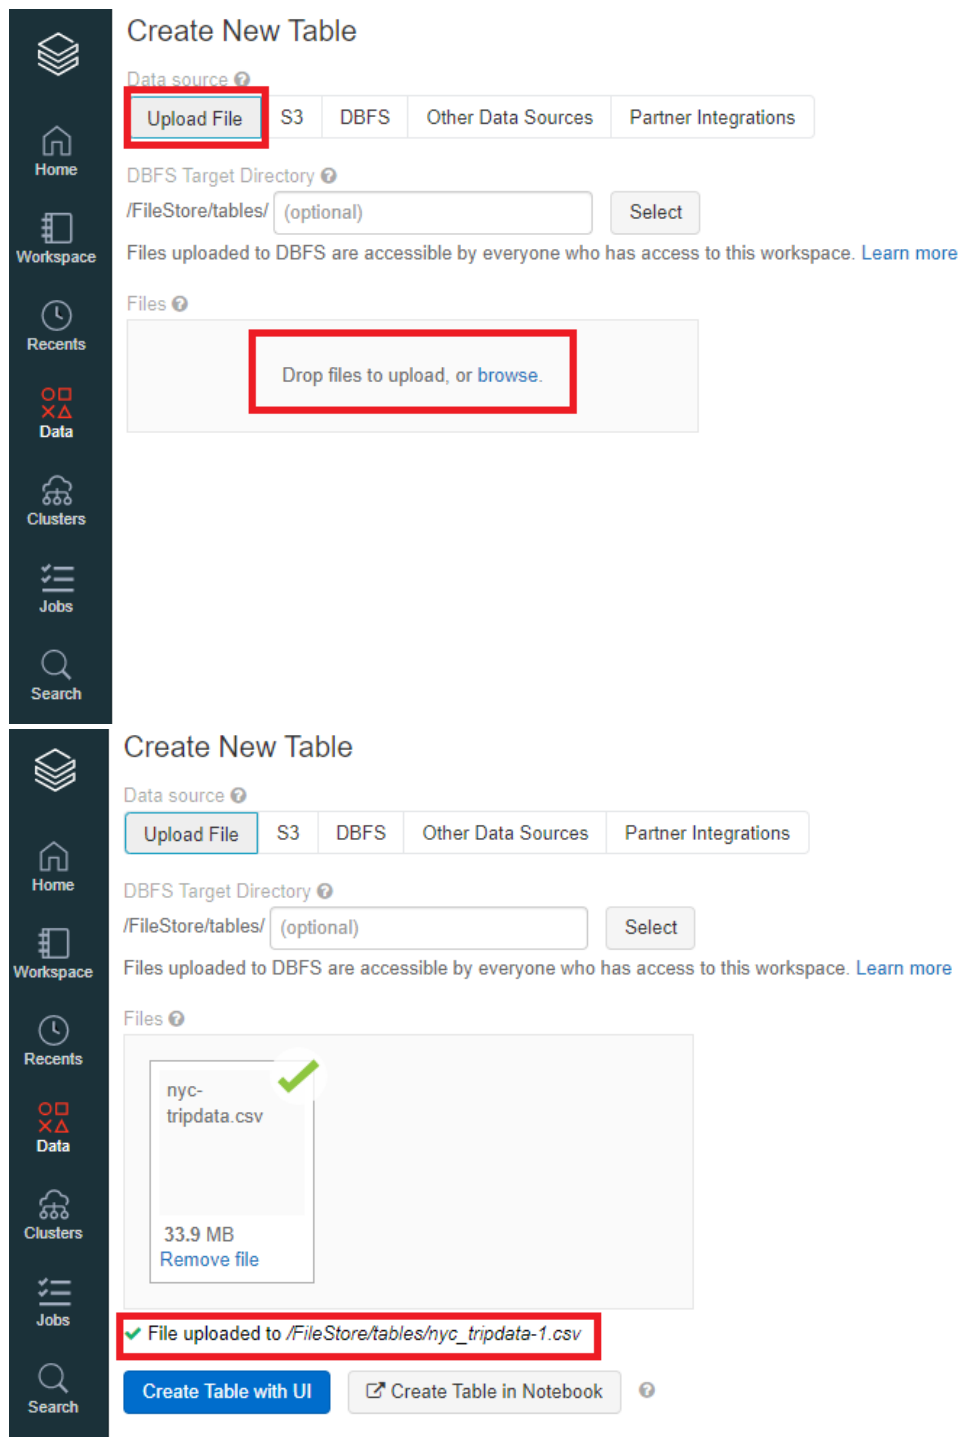 Create New Table
Data source
Upload File S3 DBFS Other Data Sources Partner Integrations
DBFS Target Directory
/FileStore/tables/ (optional) Select
Files uploaded to DBFS are accessible by everyone who has access to this workspace. Learn more
Files
Drop files to upload, or browse.
Home
Workspace
Recents
Data
Clusters
Jobs
Search
Create New Table
Data source
Upload File S3 DBFS Other Data Sources Partner Integrations
DBFS Target Directory
/FileStore/tables/ (optional) Select
Files uploaded to DBFS are accessible by everyone who has access to this workspace. Learn more
Files
nyc-
tripdata.csv
33.9 MB
Remove file
File uploaded to /FileStore/tables/nyc_tripdata-1.csv
Create Table with UI Create Table in Notebook
Home
Workspace
Recents
Data
Clusters
Jobs
Search